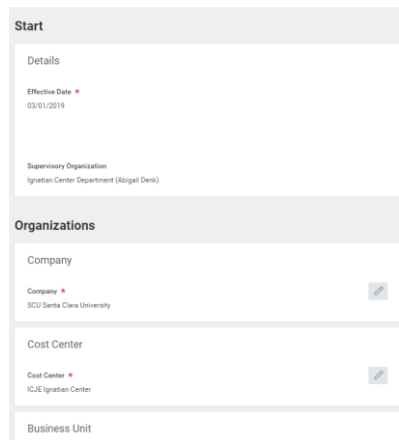 Start
Details
Effective Date *
03/01/2019
Supervisory Organization
Ignatian Center Department (Abigail Denk)
Organizations
Company
Company *
SCU Santa Clara University
Cost Center
Cost Center *
ICJE Ignatian Center
Business Unit